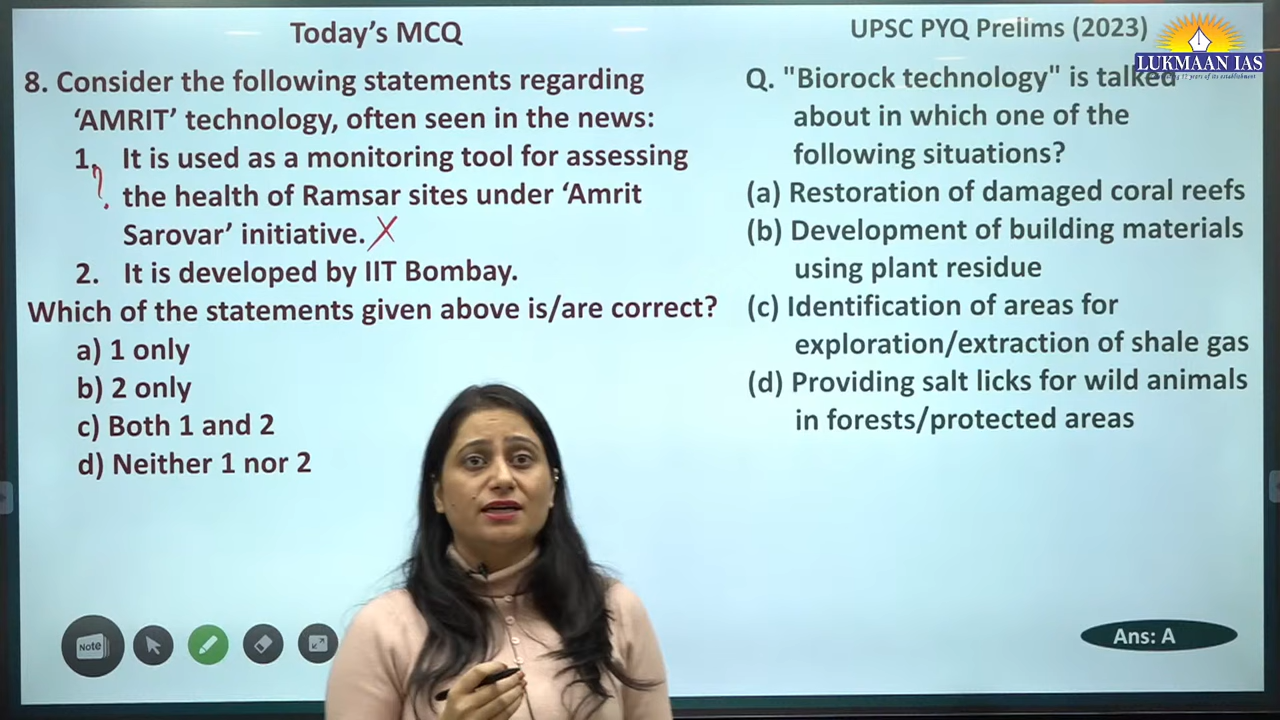 Today's MCQ
8. Consider the following statements regarding
'AMRIT' technology, often seen in the news:
1. It is used as a monitoring tool for assessing
the health of Ramsar sites under 'Amrit
Sarovar' initiative.
2. It is developed by IIT Bombay.
Which of the statements given above is/are correct?
a) 1 only
b) 2 only
c) Both 1 and 2
d) Neither 1 nor 2
UPSC PYQ Prelims (2023)
LUKMAAN IAS
Q. "Biorock technology" is talked
about in which one of the
following situations?
(a) Restoration of damaged coral reefs
(b) Development of building materials
using plant residue
(c) Identification of areas for
exploration/extraction of shale gas
(d) Providing salt licks for wild animals
in forests/protected areas
Ans: A
Note